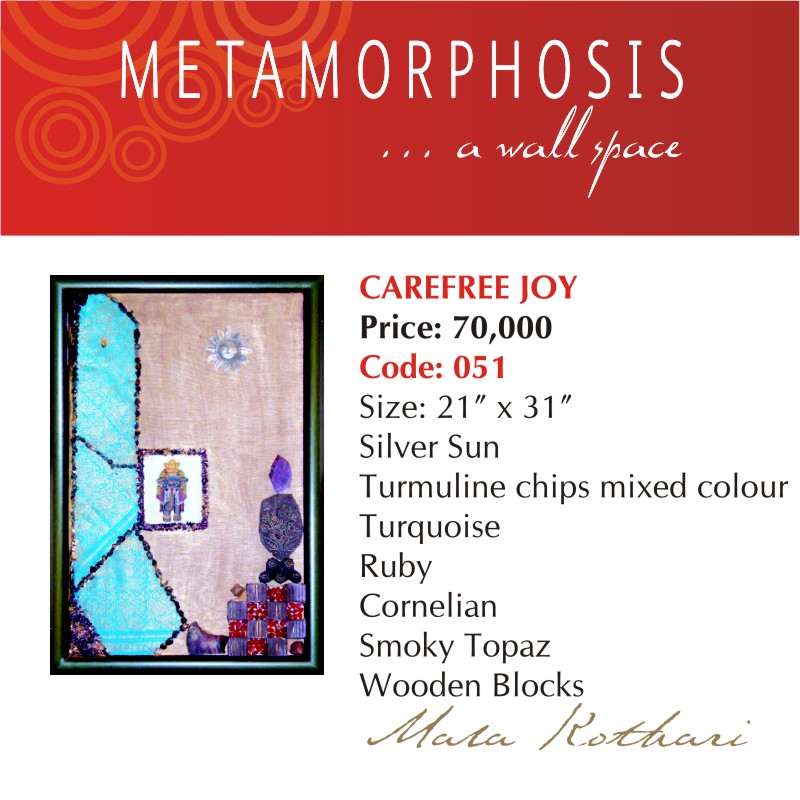 METAMORPHOSIS
... a wall space
CAREFREE JOY
Price: 70,000
Code: 051
Size: 21” x 31”
Silver Sun
Turmuline chips mixed colour
Turquoise
Ruby
Cornelian
Smoky Topaz
Wooden Blocks
Mala Kothari